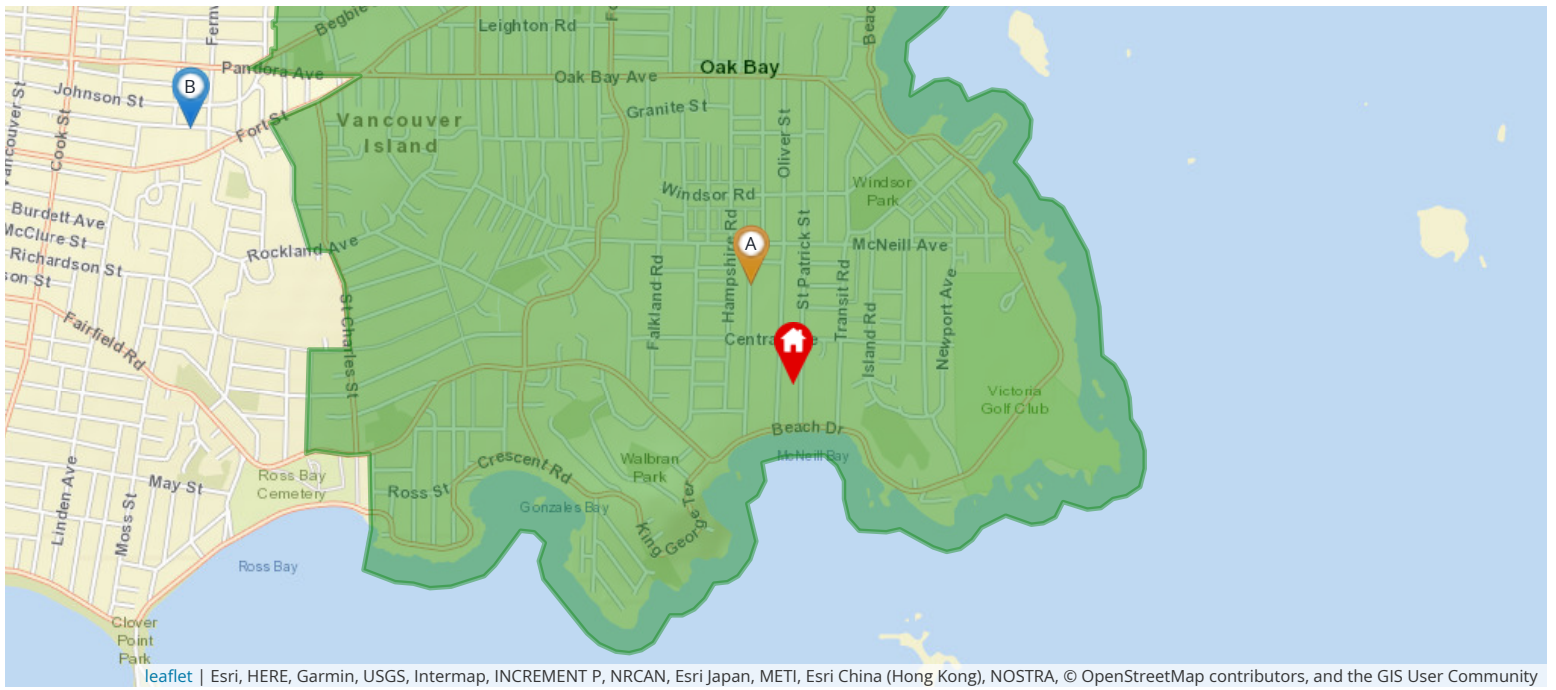 Begbie
Leighton Rd
Pandora Ave
Oak Bay Ave
Oak Bay
B
Johnson St
Granite St
Fort St
Vancouver
Island
Oliver St
Cook St
Windsor Rd
Windsor
Park
Burdett Ave
McClure St
Richardson St
Rockland Ave
Hampshire Rd
A
St Patrick St
McNeill Ave
Falkland Rd
Transit Rd
Newport Ave
Island Rd
St Charles St
Fairfield Rd
Victoria
Golf Club
Beach Dr
McNeill Bay
Crescent Rd
Walbran
Park
Ross Bay
Cemetery
May St
Ross St
Linden Ave
Moss St
Gonzales Bay
King
George Ter
Ross Bay
Clover
Point
Park
leaflet | Esri, HERE, Garmin, USGS, Intermap, INCREMENT P, NRCAN, Esri Japan, METI, Esri China (Hong Kong), NOSTRA, © OpenStreetMap contributors, and the GIS User Community